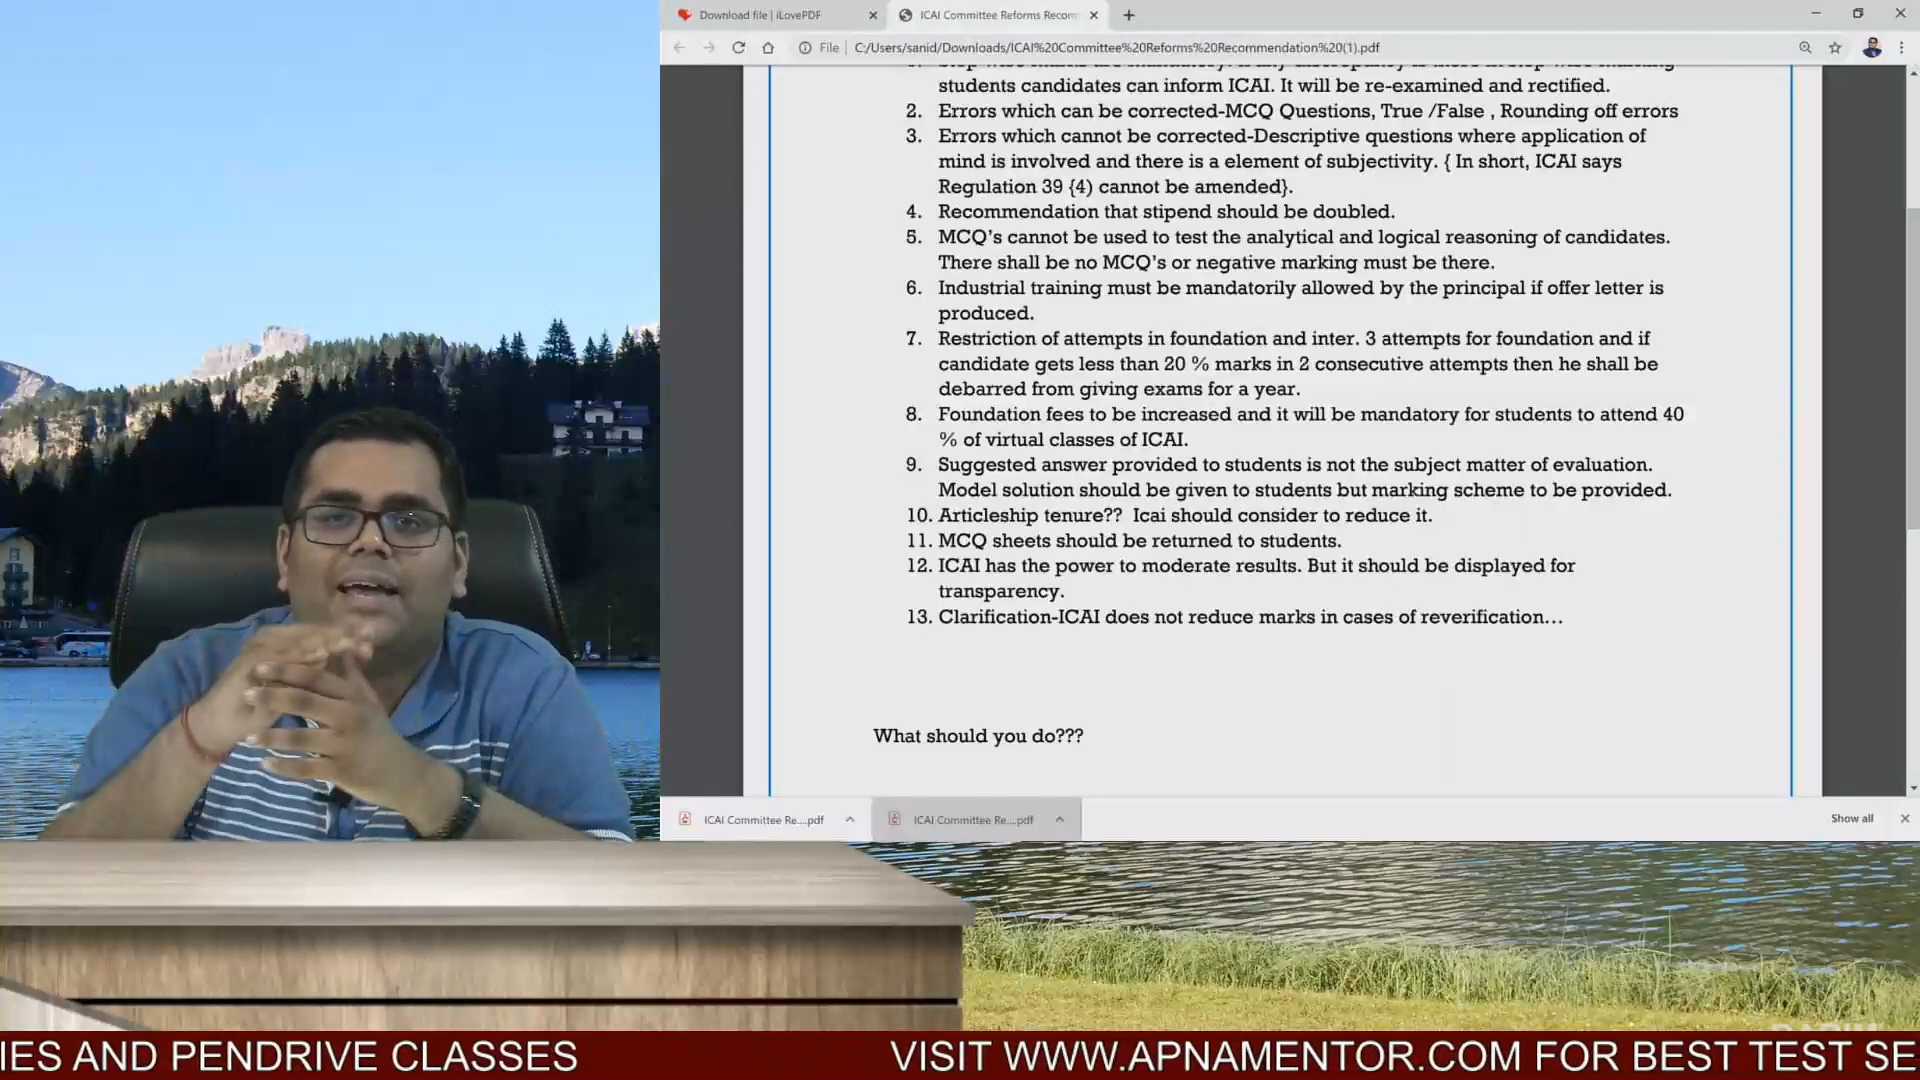 Download file | iLovePDF
ICAI Committee Reforms Recom
File
C:/Users/sanid/Downloads/ICAI%20Committee%20Reforms%20Recommendation%20(1).pdf
students candidates can inform ICAI. It will be re-examined and rectified.
2. Errors which can be corrected-MCQ Questions, True /False , Rounding off errors
3. Errors which cannot be corrected-Descriptive questions where application of
mind is involved and there is a element of subjectivity. { In short, ICAI says
Regulation 39 {4) cannot be amended}.
4. Recommendation that stipend should be doubled.
5. MCQ's cannot be used to test the analytical and logical reasoning of candidates.
There shall be no MCQ's or negative marking must be there.
6. Industrial training must be mandatorily allowed by the principal if offer letter is
produced.
7. Restriction of attempts in foundation and inter. 3 attempts for foundation and if
candidate gets less than 20 % marks in 2 consecutive attempts then he shall be
debarred from giving exams for a year.
8. Foundation fees to be increased and it will be mandatory for students to attend 40
% of virtual classes of ICAI.
9. Suggested answer provided to students is not the subject matter of evaluation.
Model solution should be given to students but marking scheme to be provided.
10. Articleship tenure?? Icai should consider to reduce it.
11. MCQ sheets should be returned to students.
12. ICAI has the power to moderate results. But it should be displayed for
transparency.
13. Clarification-ICAI does not reduce marks in cases of reverification...
What should you do???
ICAI Committee Re....pdf
ICAI Committee Re....pdf
Show all
IES AND PENDRIVE CLASSES
VISIT WWW.APNAMENTOR.COM FOR BEST TEST SE